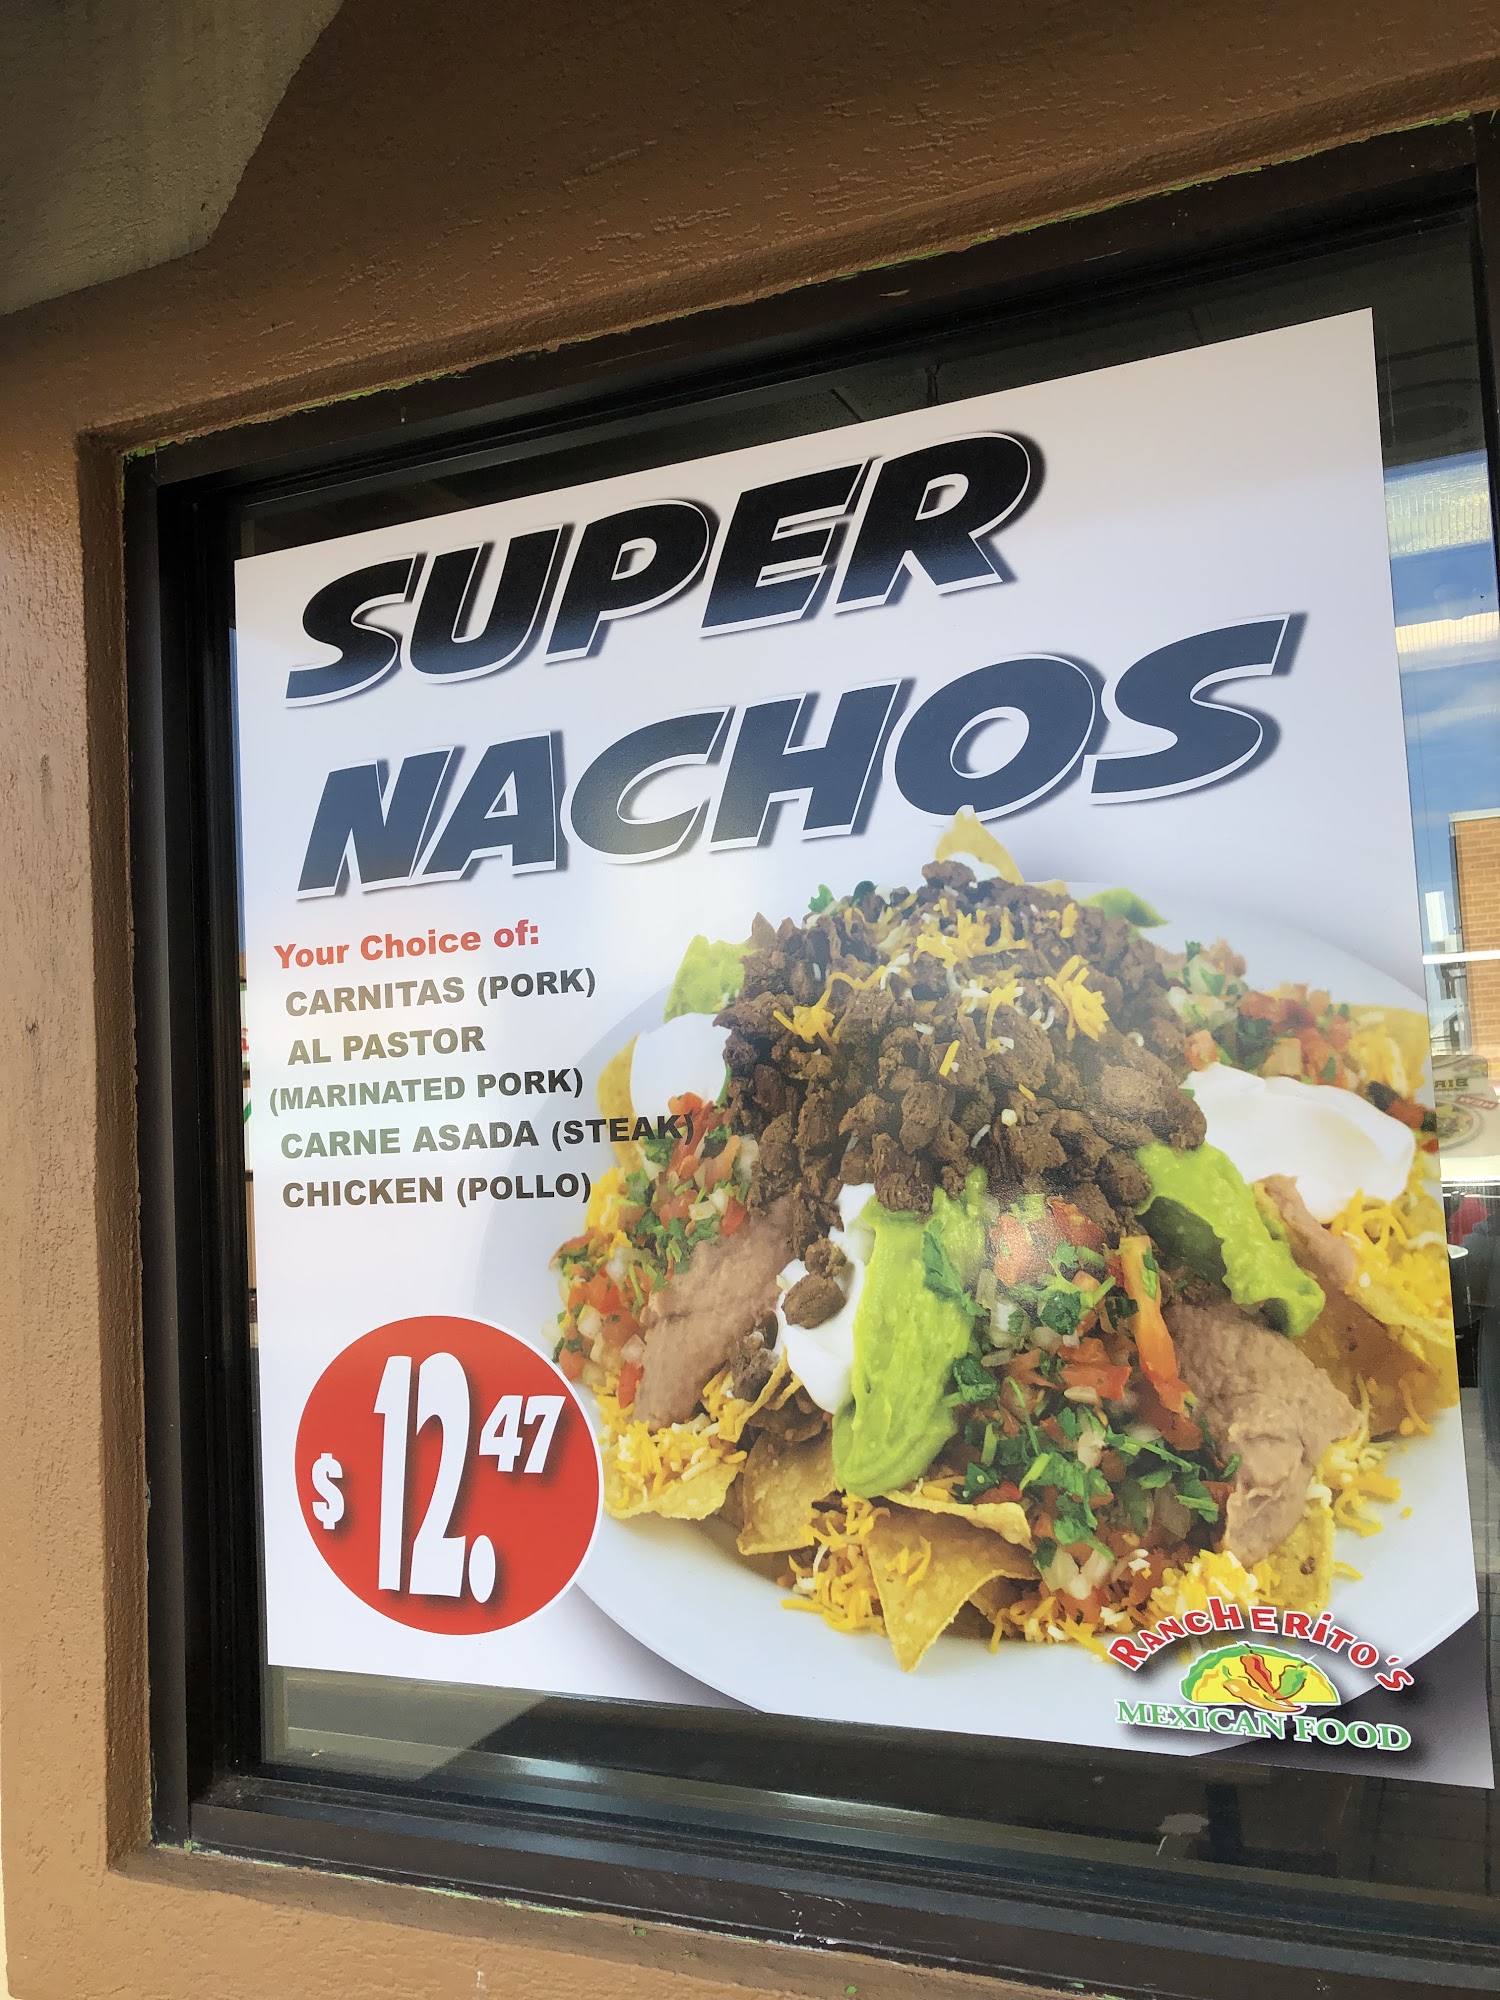 SUPER
NACHOS
Your Choice of:
CARNITAS (PORK)
AL PASTOR
(MARINATED PORK)
CARNE ASADA (STEAK)
CHICKEN (POLLO)
$12.47
RANCHERITO'S
MEXICAN FOOD